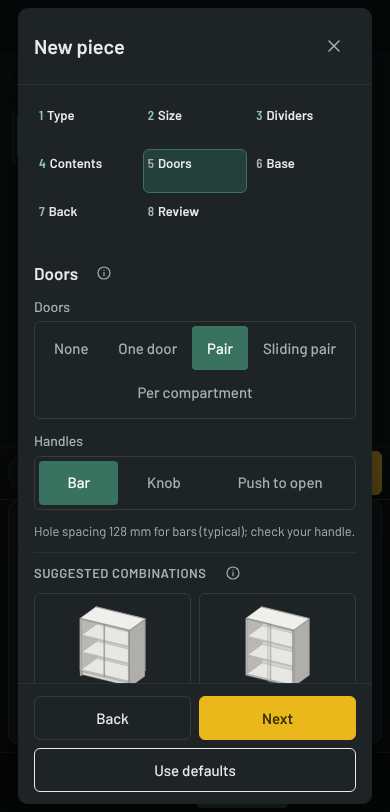 New piece
1 Type 2 Size 3 Dividers
4 Contents 5 Doors 6 Base
7 Back 8 Review
Doors
Doors
None One door Pair Sliding pair
Per compartment
Handles
Bar Knob Push to open
Hole spacing 128 mm for bars (typical); check your handle.
SUGGESTED COMBINATIONS
Back Next
Use defaults